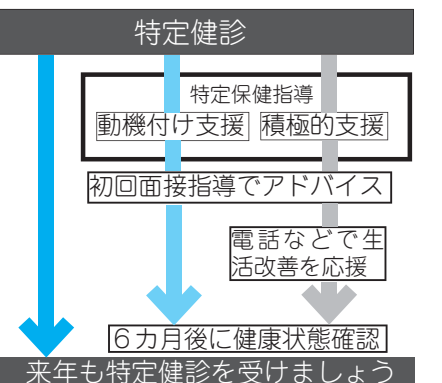 特定健診
特定保健指導
動機付け支援 積極的支援
初回面接指導でアドバイス
電話などで生
活改善を応援
6カ月後に健康状態確認
来年も特定健診を受けましょう